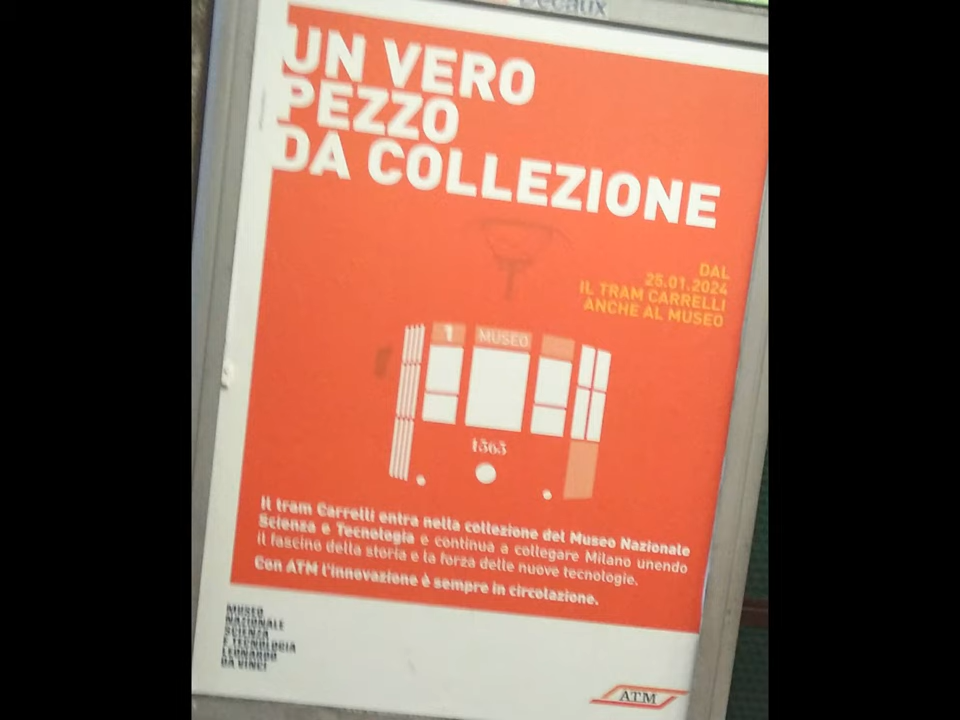 Decaux
UN VERO
PEZZO
DA COLLEZIONE
DAL
25.01.2024
IL TRAM CARRELLI
ANCHE AL MUSEO
1 MUSEO
1503
Il tram Carrelli entra nella collezione del Museo Nazionale
Scienza e Tecnologia e continua a collegare Milano unendo
il fascino della storia e la forza delle nuove tecnologie.
Con ATM l'innovazione è sempre in circolazione.
MUSEO
NAZIONALE
SCIENZA
E TECNOLOGIA
LEONARDO
DA VINCI
ATM